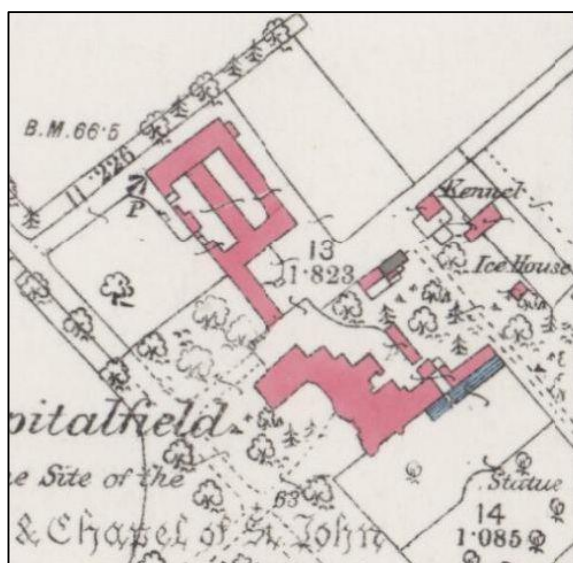 B.M.66·5
11·226
P
Kennel
13
1·823
Ice House
pitalfield
e Site of the
63
Statue
& Chapel of St. John
14
1·085